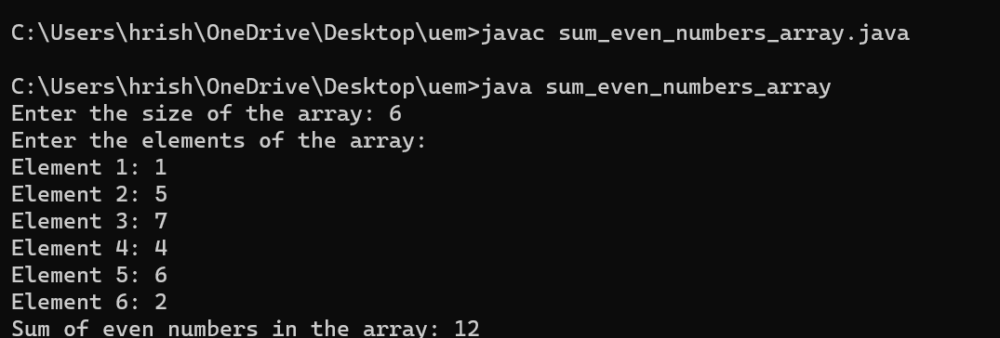 C:\Users\hrish\OneDrive\Desktop\uem>javac sum_even_numbers_array.java
C:\Users\hrish\OneDrive\Desktop\uem>java sum_even_numbers_array
Enter the size of the array: 6
Enter the elements of the array:
Element 1: 1
Element 2: 5
Element 3: 7
Element 4: 4
Element 5: 6
Element 6: 2
Sum of even numbers in the array: 12